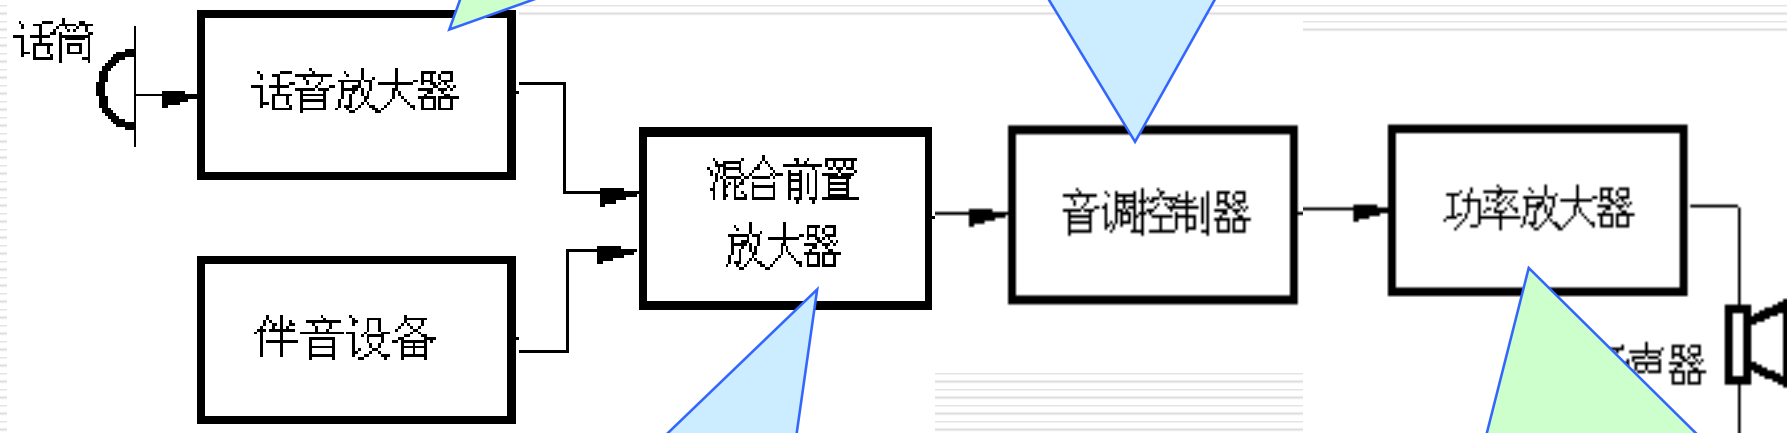 话筒
话音放大器
混合前置
放大器
音调控制器
功率放大器
伴音设备
声器